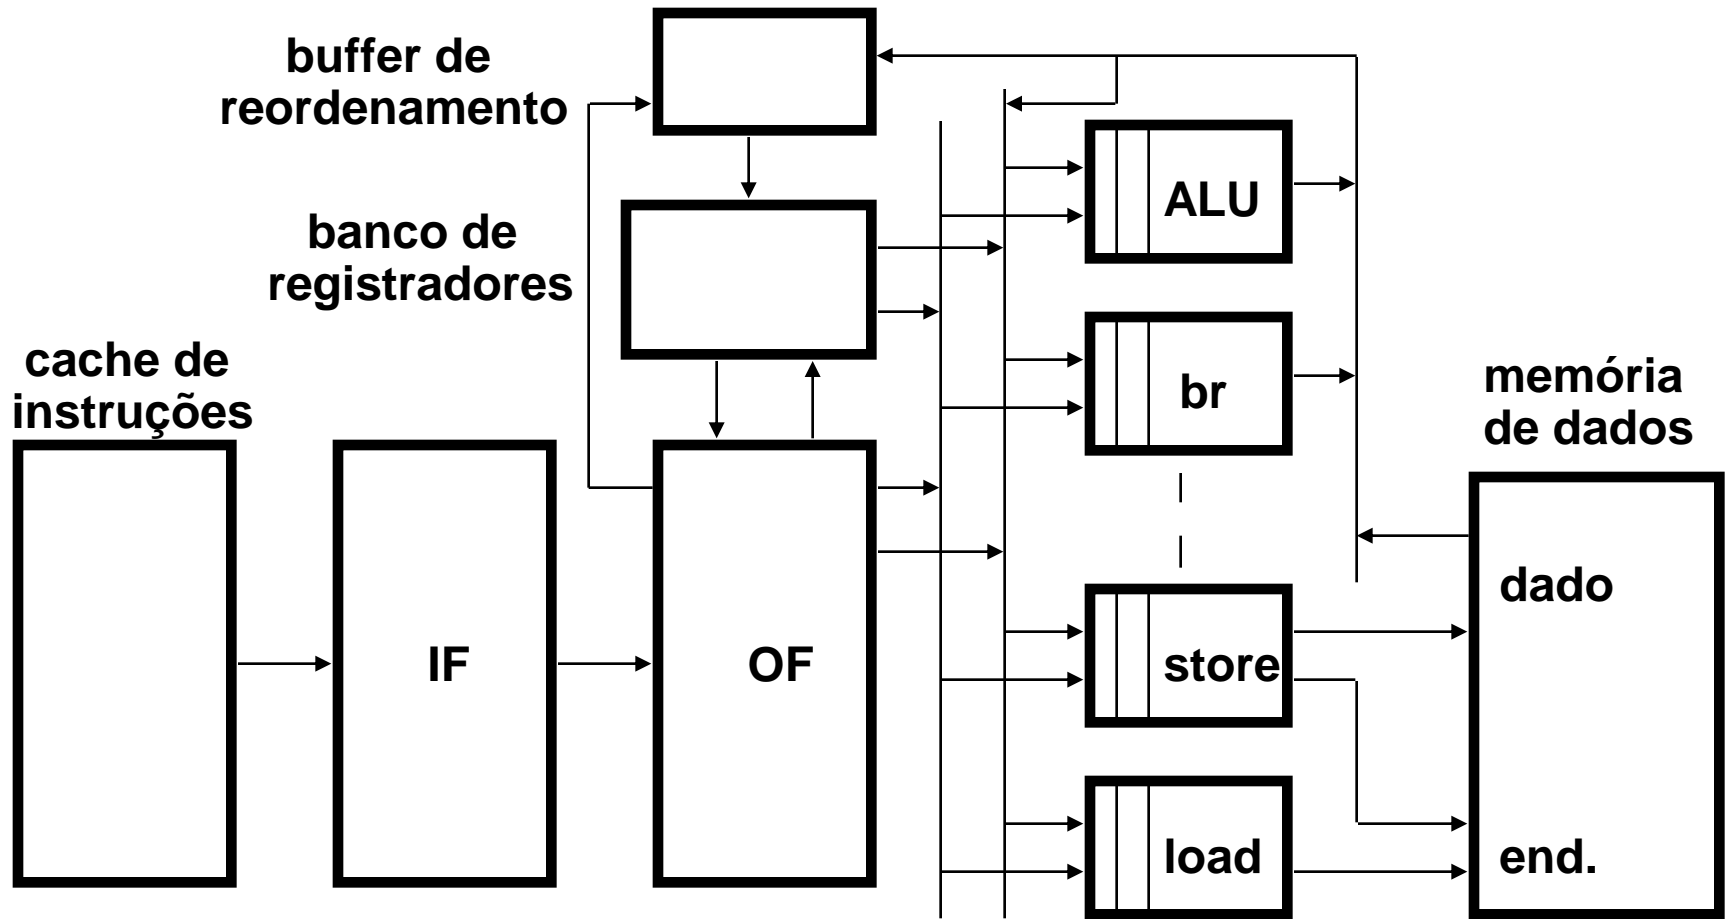 buffer de
reordenamento
banco de
registradores
cache de
instruções
IF
OF
ALU
br
store
load
memória
de dados
dado
end.